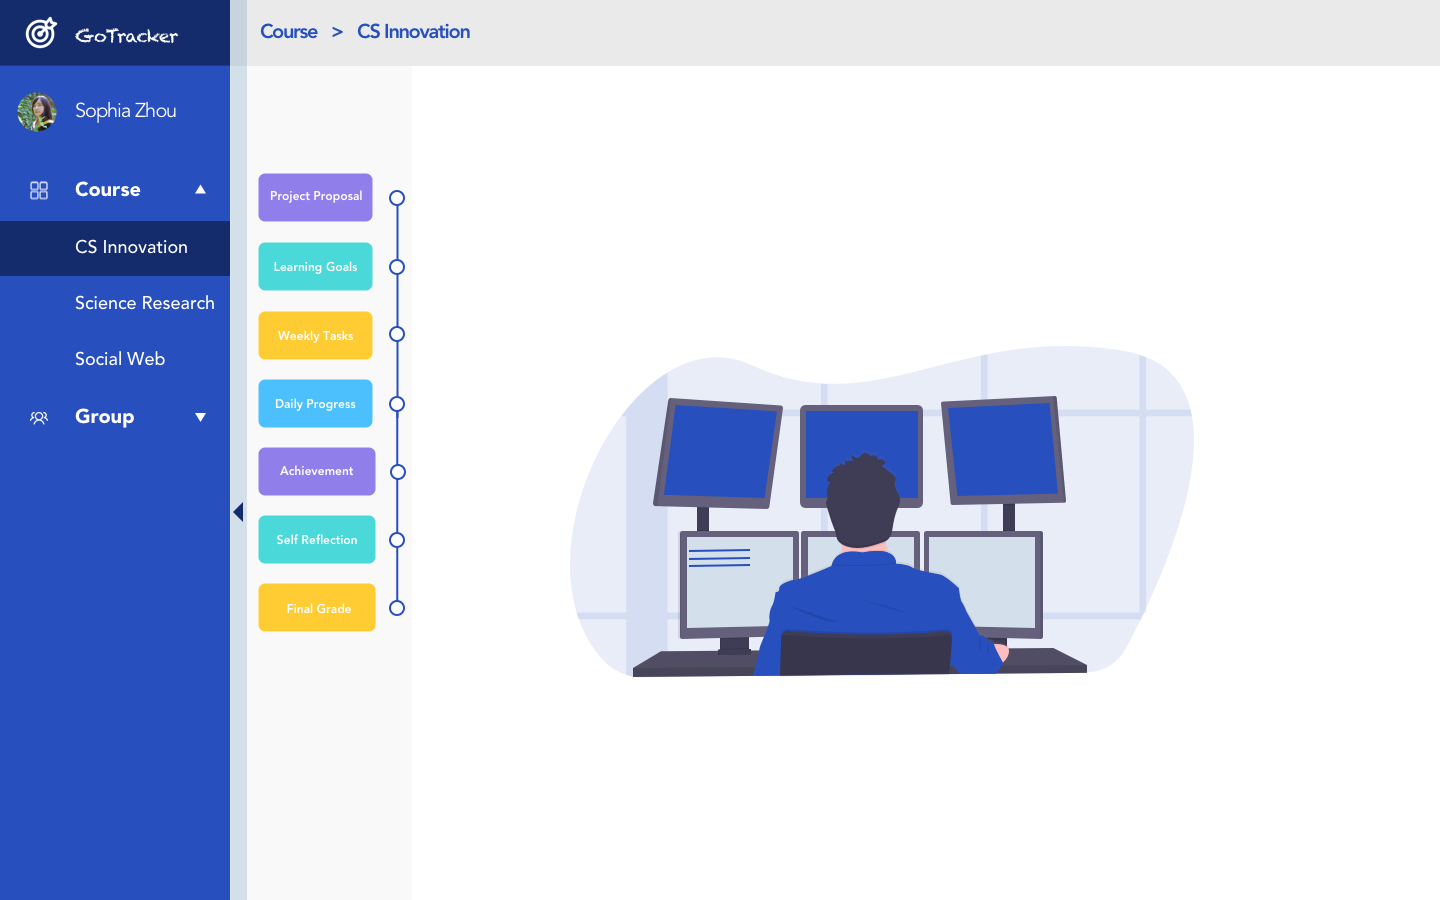 GoTracker
Course > CS Innovation
Sophia Zhou
Course
CS Innovation
Science Research
Social Web
Group
Project Proposal
Learning Goals
Weekly Tasks
Daily Progress
Achievement
Self Reflection
Final Grade